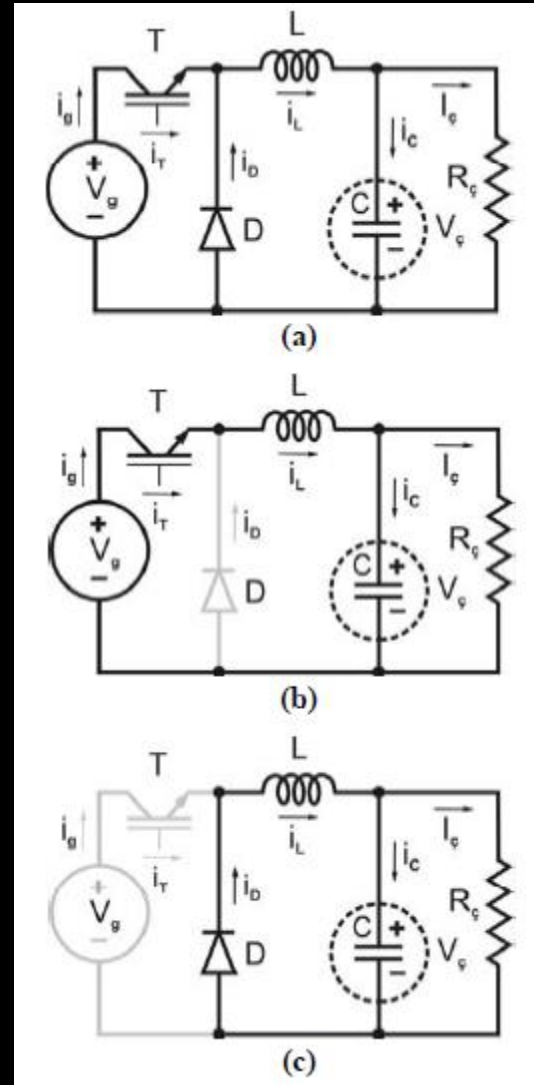 T L
i_g i_T i_L I_ç
i_D i_C
V_g + − D C + − V_ç R_ç
(a)
T L
i_g i_T i_L I_ç
i_D i_C
V_g + − D C + − V_ç R_ç
(b)
T L
i_g i_T i_L I_ç
i_D i_C
V_g + − D C + − V_ç R_ç
(c)